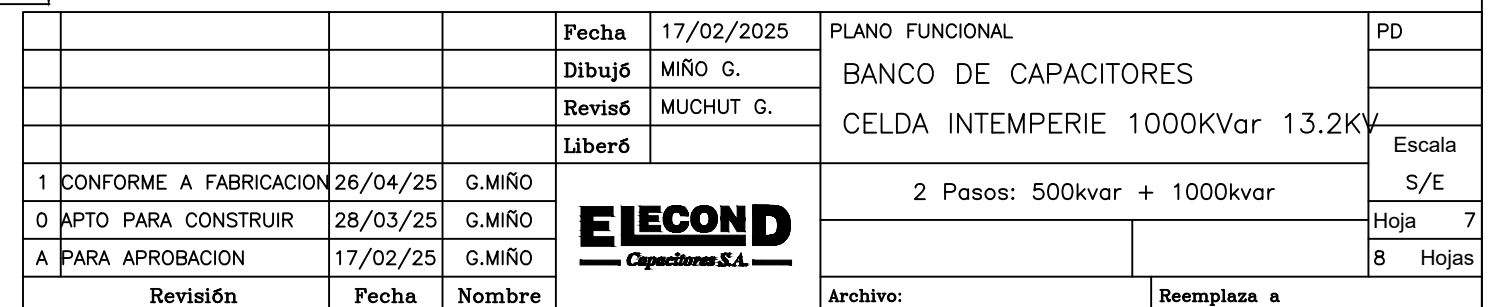 Fecha 17/02/2025 PLANO FUNCIONAL PD
Dibujó MIÑO G. BANCO DE CAPACITORES
Revisó MUCHUT G. CELDA INTEMPERIE 1000KVar 13.2KV
Liberó Escala
1 CONFORME A FABRICACION 26/04/25 G.MIÑO 2 Pasos: 500kvar + 1000kvar S/E
0 APTO PARA CONSTRUIR 28/03/25 G.MIÑO ELECOND Hoja 7
A PARA APROBACION 17/02/25 G.MIÑO Capacitores S.A. 8 Hojas
Revisión Fecha Nombre Archivo: Reemplaza a